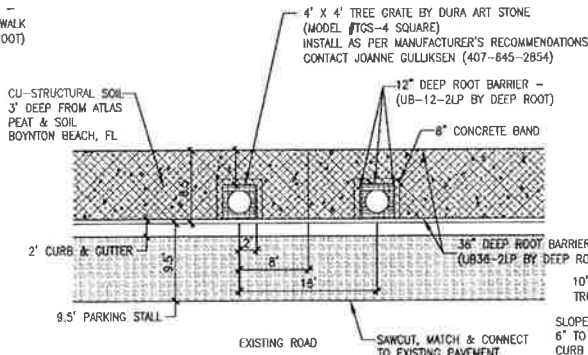 WALK
OOT)
4' X 4' TREE GRATE BY DURA ART STONE
(MODEL #TGS-4 SQUARE)
INSTALL AS PER MANUFACTURER'S RECOMMENDATIONS
CONTACT JOANNE GULLIKSEN (407-645-2854)
CU-STRUCTURAL SOIL
3' DEEP FROM ATLAS
PEAT & SOIL
BOYNTON BEACH, FL
12" DEEP ROOT BARRIER -
(UB-12-2LP BY DEEP ROOT)
8" CONCRETE BAND
2' CURB & GUTTER
9.5'
2'
8'
16'
36" DEEP ROOT BARRIER
(UB36-2LP BY DEEP RO
10'
TR
9.5' PARKING STALL
EXISTING ROAD
SAWCUT, MATCH & CONNECT
TO EXISTING PAVEMENT
SLOPE
6" TO
CURB